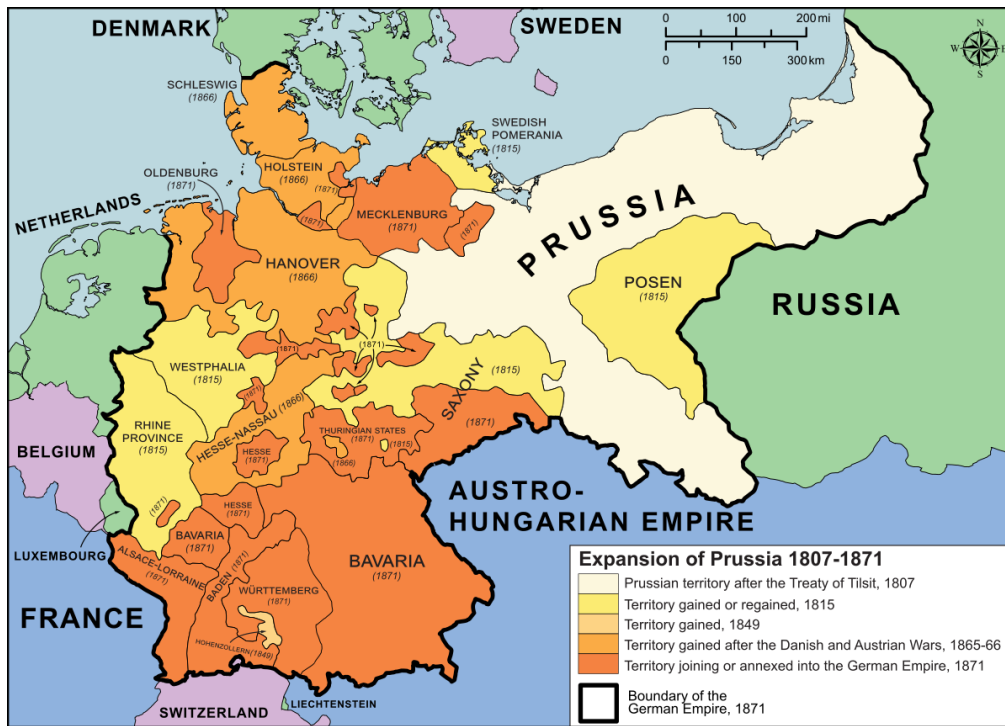 DENMARK
SWEDEN
0 100 200 mi
0 150 300 km
N
W E
S
SCHLESWIG
(1866)
SWEDISH
POMERANIA
(1815)
OLDENBURG
(1871)
HOLSTEIN
(1866)
(1871)
(1871)
MECKLENBURG
(1871)
(1871)
NETHERLANDS
PRUSSIA
HANOVER
(1866)
POSEN
(1815)
RUSSIA
(1871)
(1871)
WESTPHALIA
(1815)
(1871)
SAXONY
(1815)
(1871)
HESSE-NASSAU (1866)
RHINE
PROVINCE
(1815)
THURINGIAN STATES
(1871)
(1815)
(1866)
HESSE
(1871)
BELGIUM
AUSTRO-
HUNGARIAN EMPIRE
(1871)
HESSE
(1871)
LUXEMBOURG
BAVARIA
(1871)
BAVARIA
(1871)
ALSACE-LORRAINE
(1871)
BADEN (1871)
WÜRTTEMBERG
(1871)
FRANCE
HOHENZOLLERN (1849)
SWITZERLAND
LIECHTENSTEIN
Expansion of Prussia 1807-1871
Prussian territory after the Treaty of Tilsit, 1807
Territory gained or regained, 1815
Territory gained, 1849
Territory gained after the Danish and Austrian Wars, 1865-66
Territory joining or annexed into the German Empire, 1871
Boundary of the
German Empire, 1871